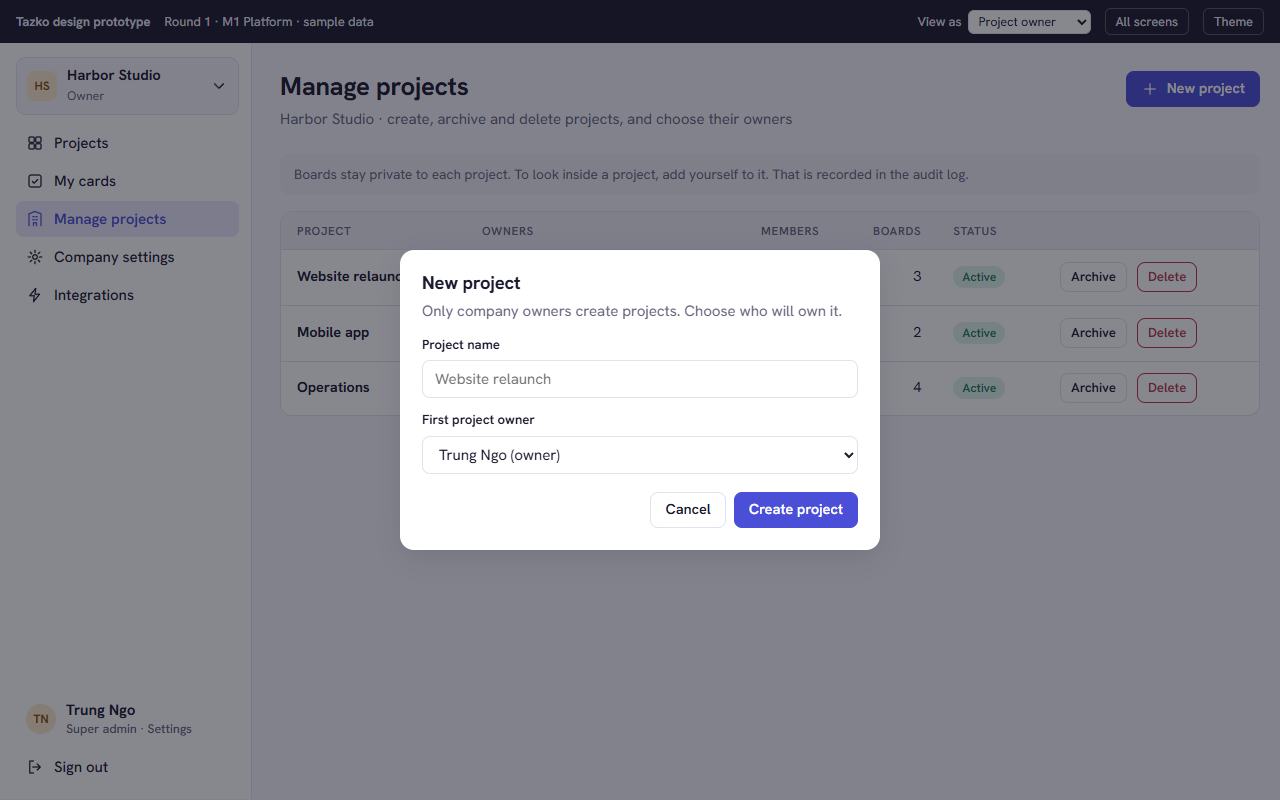 Tazko design prototype Round 1 · M1 Platform · sample data View as Project owner All screens Theme
HS Harbor Studio
Owner
Projects
My cards
Manage projects
Company settings
Integrations
TN Trung Ngo
Super admin · Settings
Sign out
Manage projects
New project
Harbor Studio · create, archive and delete projects, and choose their owners
Boards stay private to each project. To look inside a project, add yourself to it. That is recorded in the audit log.
PROJECT OWNERS MEMBERS BOARDS STATUS
Website relaunc 3 Active Archive Delete
Mobile app 2 Active Archive Delete
Operations 4 Active Archive Delete
New project
Only company owners create projects. Choose who will own it.
Project name
Website relaunch
First project owner
Trung Ngo (owner)
Cancel Create project